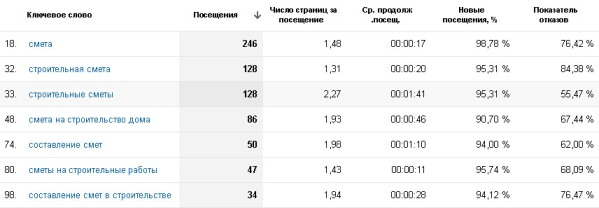 Ключевое слово Посещения ↓ Число страниц за посещение Ср. продолж .посещ. Новые посещения, % Показатель отказов
18. смета 246 1,48 00:00:17 98,78 % 76,42 %
32. строительная смета 128 1,31 00:00:20 95,31 % 84,38 %
33. строительные сметы 128 2,27 00:01:41 95,31 % 55,47 %
48. смета на строительство дома 86 1,93 00:00:46 90,70 % 67,44 %
74. составление смет 50 1,98 00:01:10 94,00 % 62,00 %
80. сметы на строительные работы 47 1,43 00:00:11 95,74 % 68,09 %
98. составление смет в строительстве 34 1,94 00:00:28 94,12 % 76,47 %